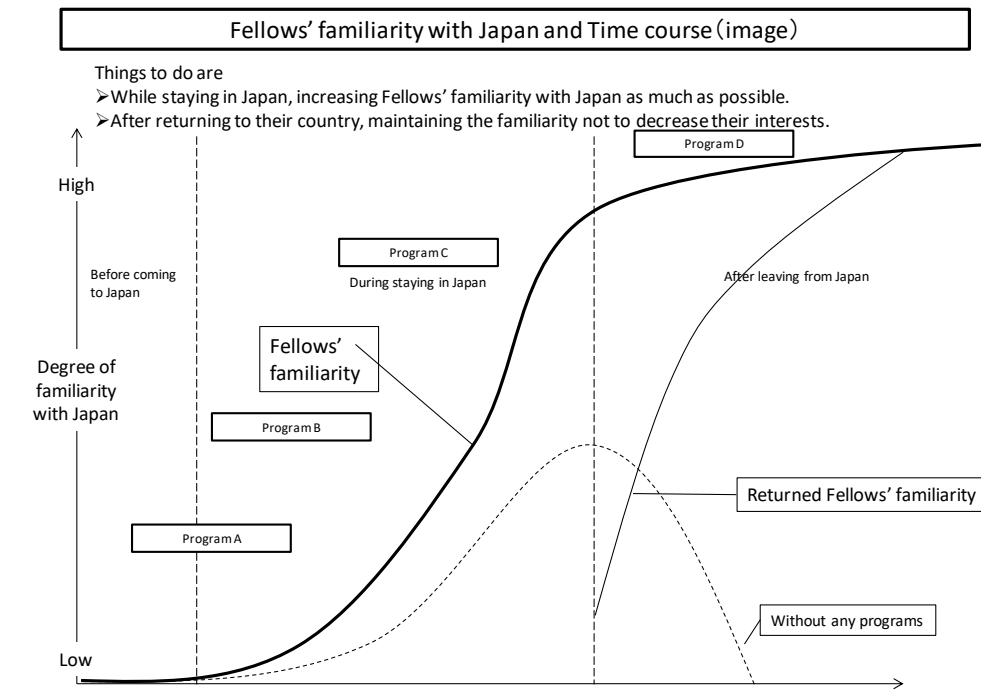 Fellows’ familiarity with Japan and Time course（image）
Things to do are
➢While staying in Japan, increasing Fellows’ familiarity with Japan as much as possible.
➢After returning to their country, maintaining the familiarity not to decrease their interests.
Program D
High
Program C
Before coming
to Japan
During staying in Japan
After leaving from Japan
Fellows’
familiarity
Degree of
familiarity
with Japan
Program B
Returned Fellows’ familiarity
Program A
Without any programs
Low